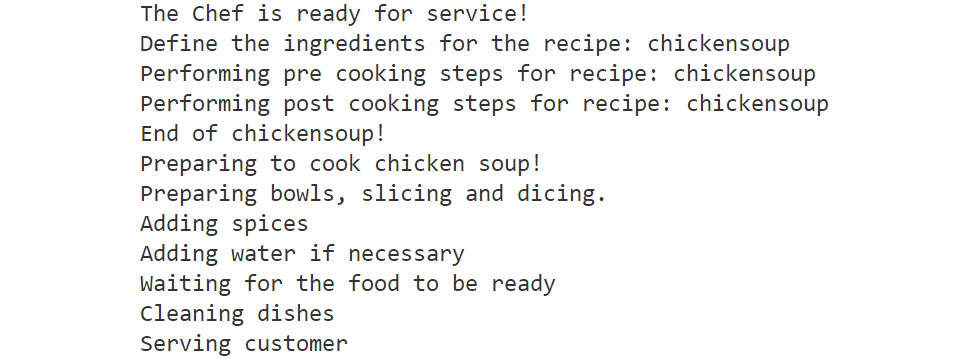 The Chef is ready for service!
Define the ingredients for the recipe: chickensoup
Performing pre cooking steps for recipe: chickensoup
Performing post cooking steps for recipe: chickensoup
End of chickensoup!
Preparing to cook chicken soup!
Preparing bowls, slicing and dicing.
Adding spices
Adding water if necessary
Waiting for the food to be ready
Cleaning dishes
Serving customer